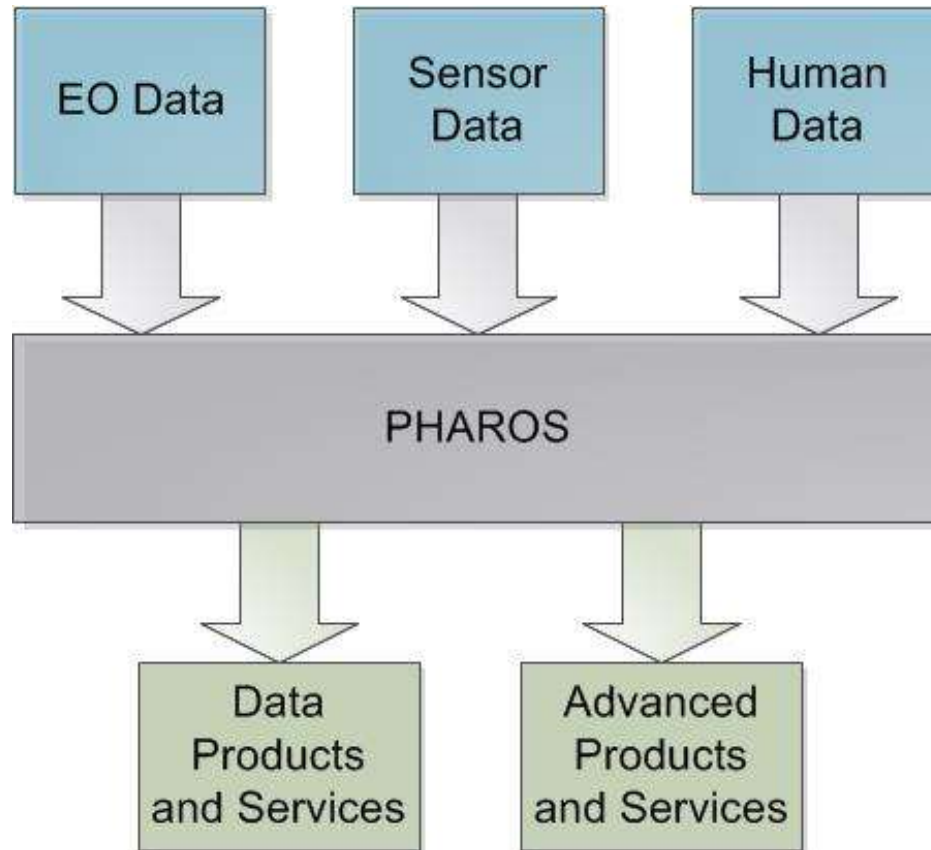 EO Data
Sensor
Data
Human
Data
PHAROS
Data
Products
and Services
Advanced
Products
and Services